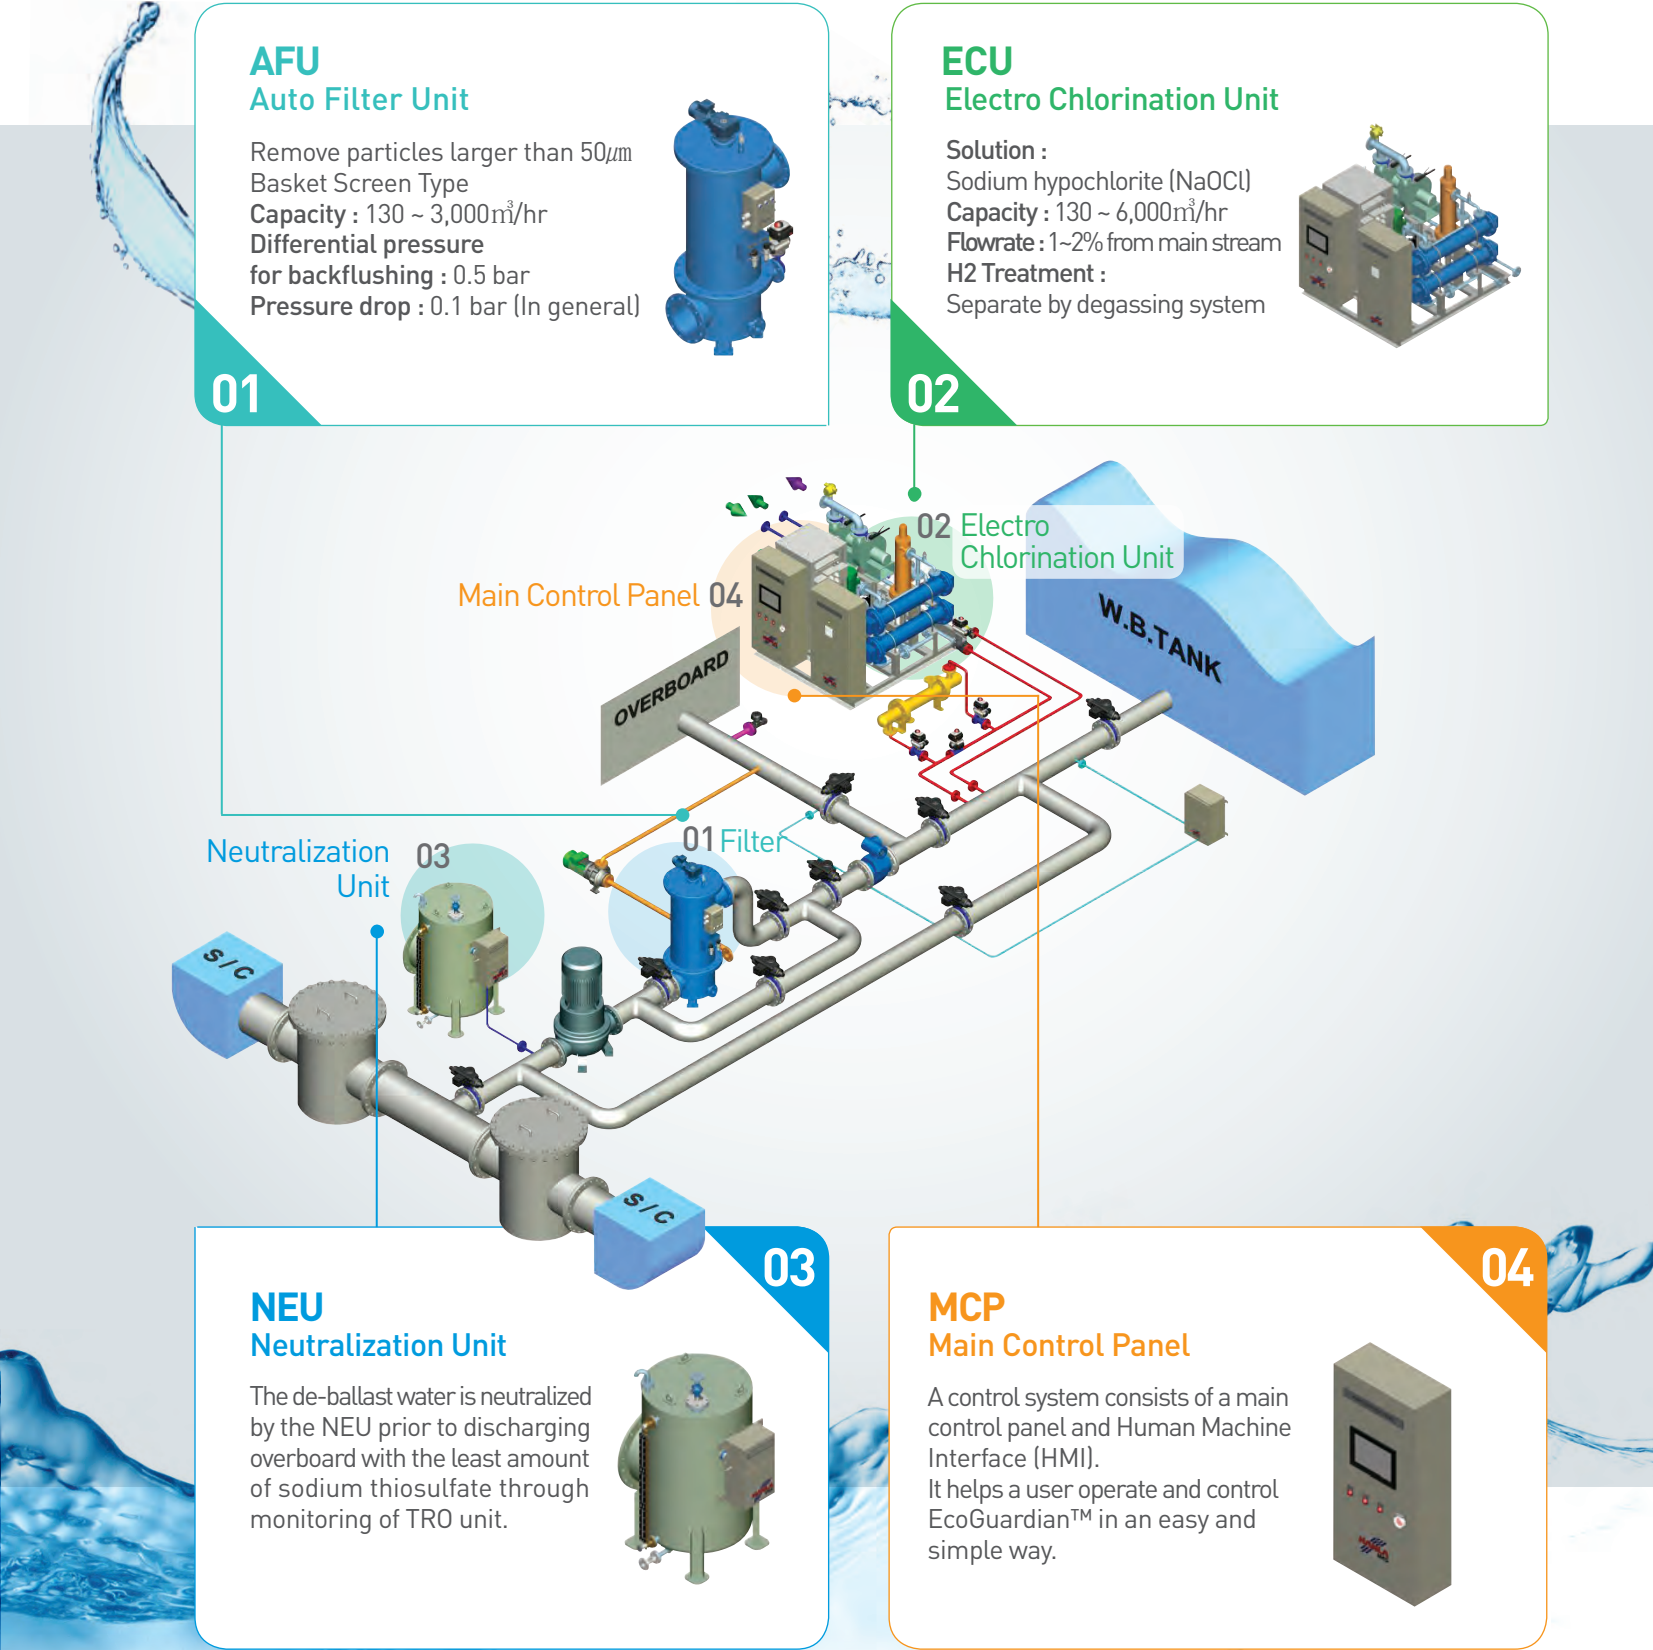 AFU
Auto Filter Unit
Remove particles larger than 50㎛
Basket Screen Type
Capacity : 130 ~ 3,000㎥/hr
Differential pressure
for backflushing : 0.5 bar
Pressure drop : 0.1 bar (In general)
01
ECU
Electro Chlorination Unit
Solution :
Sodium hypochlorite (NaOCl)
Capacity : 130 ~ 6,000㎥/hr
Flowrate : 1~2% from main stream
H2 Treatment :
Separate by degassing system
02
02 Electro
Chlorination Unit
Main Control Panel 04
W.B.TANK
OVERBOARD
01 Filter
Neutralization 03
Unit
S/C
S/C
03
NEU
Neutralization Unit
The de-ballast water is neutralized
by the NEU prior to discharging
overboard with the least amount
of sodium thiosulfate through
monitoring of TRO unit.
04
MCP
Main Control Panel
A control system consists of a main
control panel and Human Machine
Interface (HMI).
It helps a user operate and control
EcoGuardian™ in an easy and
simple way.